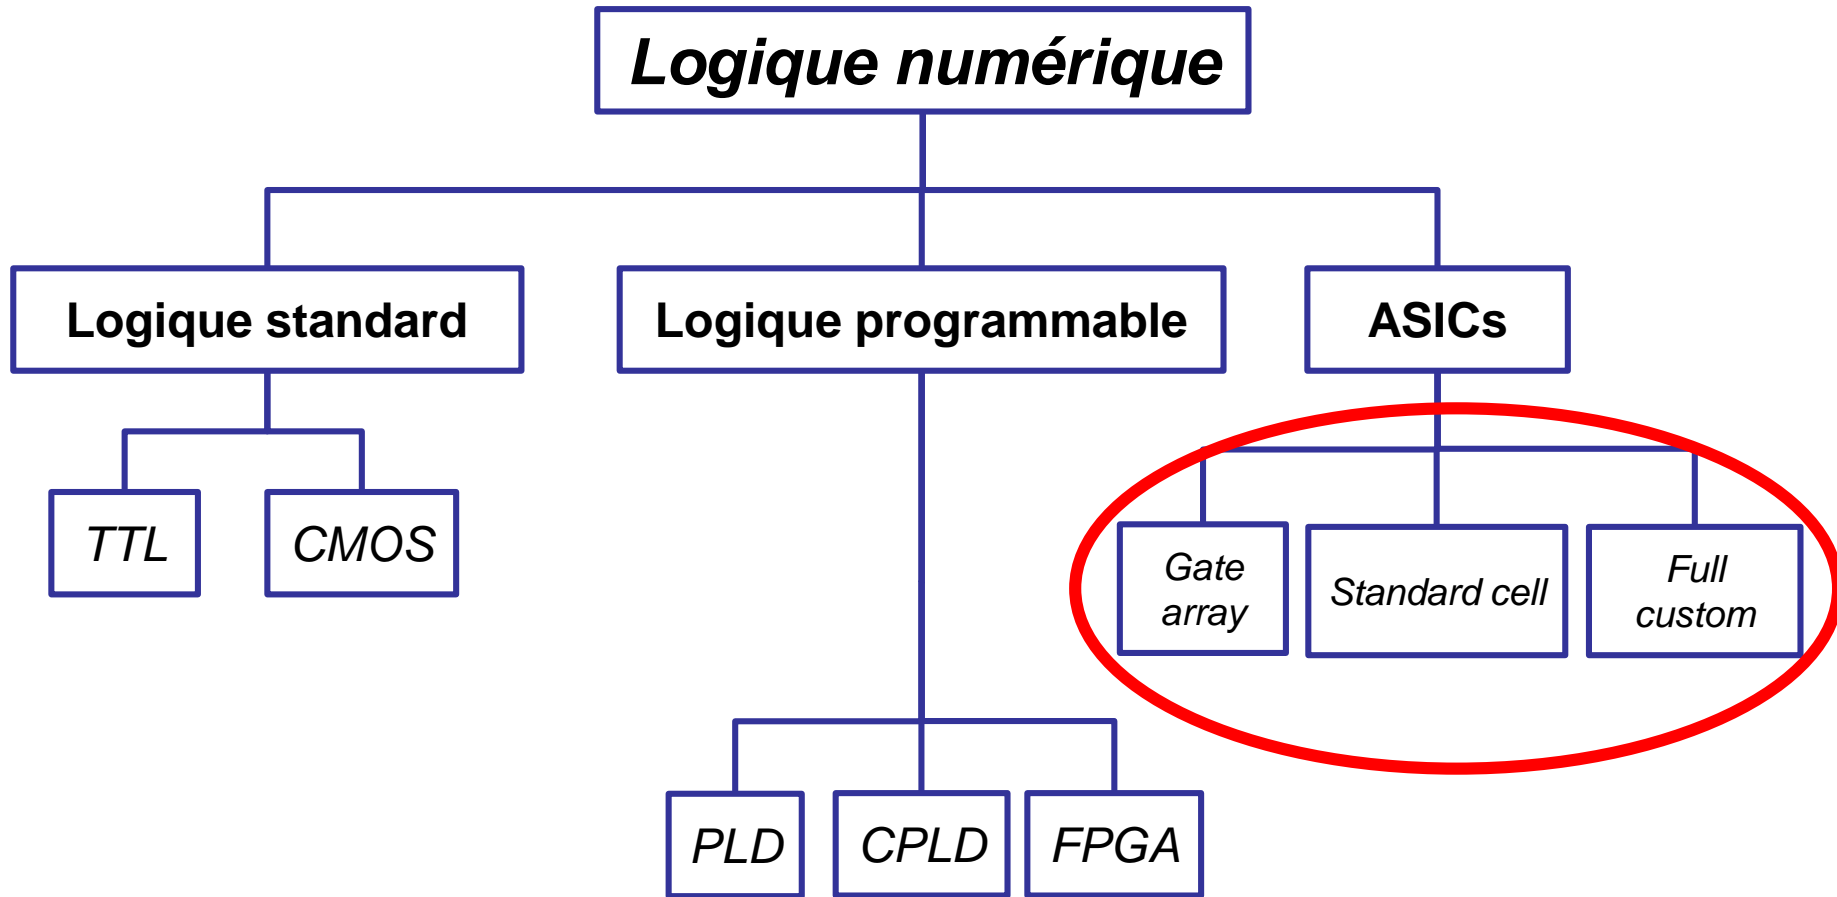 Logique numérique
Logique standard
Logique programmable
ASICs
TTL
CMOS
Gate
array
Standard cell
Full
custom
PLD
CPLD
FPGA